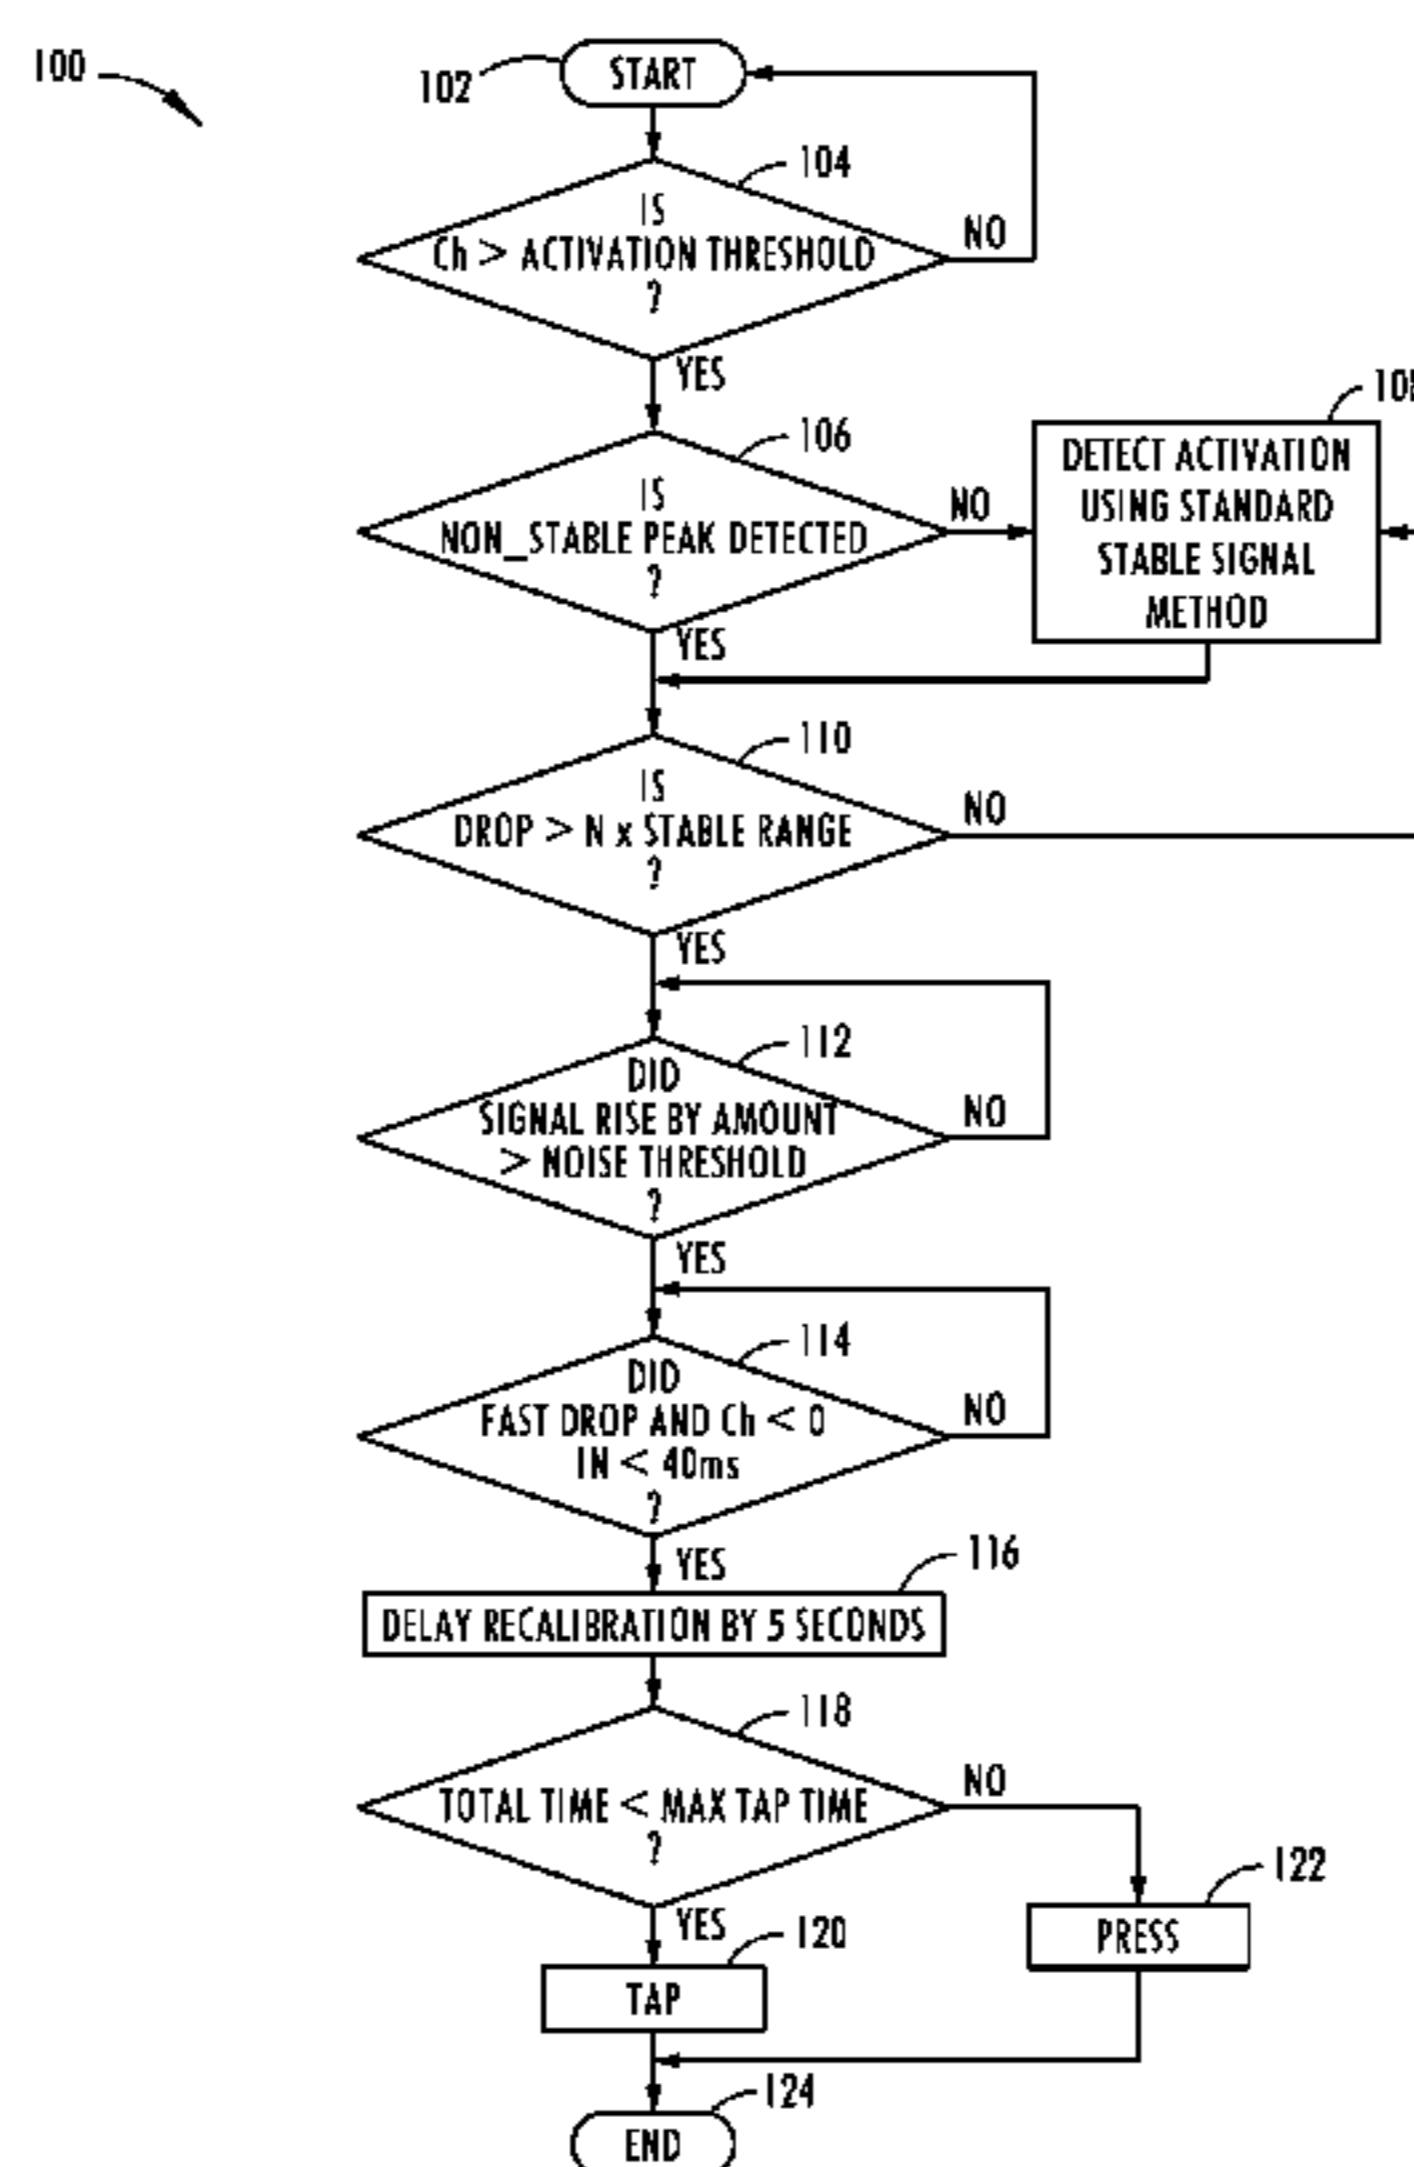 100
102
START
104
IS
Ch > ACTIVATION THRESHOLD
?
NO
YES
106
IS
NON_STABLE PEAK DETECTED
?
NO
YES
DETECT ACTIVATION
USING STANDARD
STABLE SIGNAL
METHOD
110
IS
DROP > N x STABLE RANGE
?
NO
YES
112
DID
SIGNAL RISE BY AMOUNT
> NOISE THRESHOLD
?
NO
YES
114
DID
FAST DROP AND Ch < 0
IN < 40ms
?
NO
YES
116
DELAY RECALIBRATION BY 5 SECONDS
118
TOTAL TIME < MAX TAP TIME
?
NO
YES
122
PRESS
120
TAP
124
END